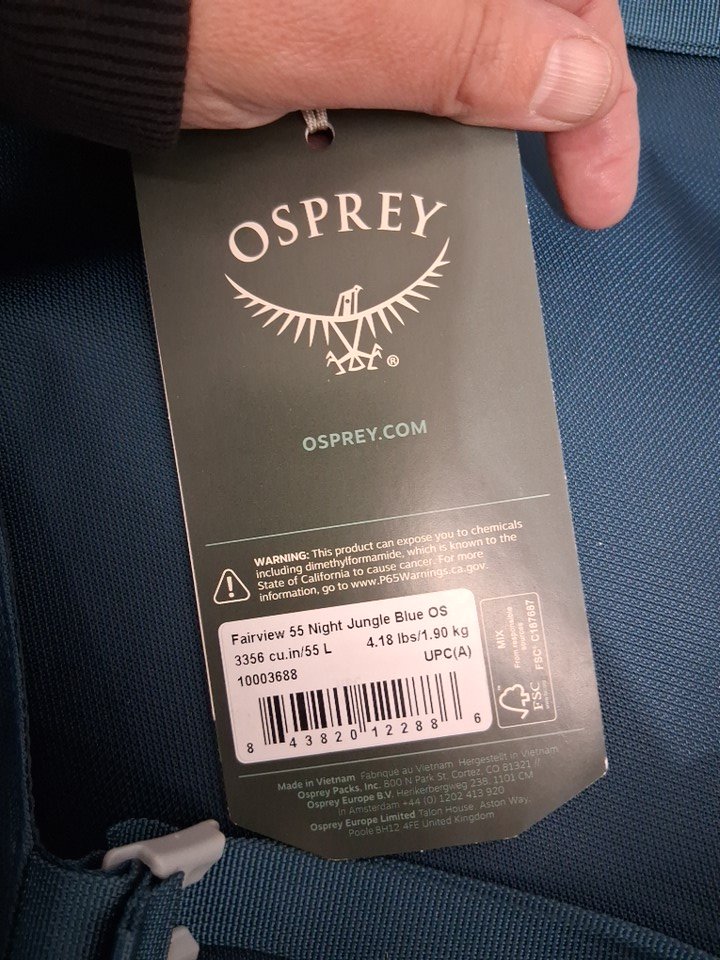 OSPREY
®
OSPREY.COM
WARNING: This product can expose you to chemicals
including dimethylformamide, which is known to the
State of California to cause cancer. For more
information, go to www.P65Warnings.ca.gov.
Fairview 55 Night Jungle Blue OS
3356 cu.in/55 L 4.18 lbs/1.90 kg
10003688 UPC(A)
8 43820 12288 6
MIX
From responsible
sources
FSC® C167687
FSC
Made in Vietnam Fabriqué au Vietnam Hergestellt in Vietnam
Osprey Packs, Inc. 800 N Park St. Cortez, CO 81321 //
Osprey Europe B.V. Herikerbergweg 238, 1101 CM
in Amsterdam +44 (0) 1202 413 920
Osprey Europe Limited Talon House, Aston Way,
Poole BH12 4FE United Kingdom